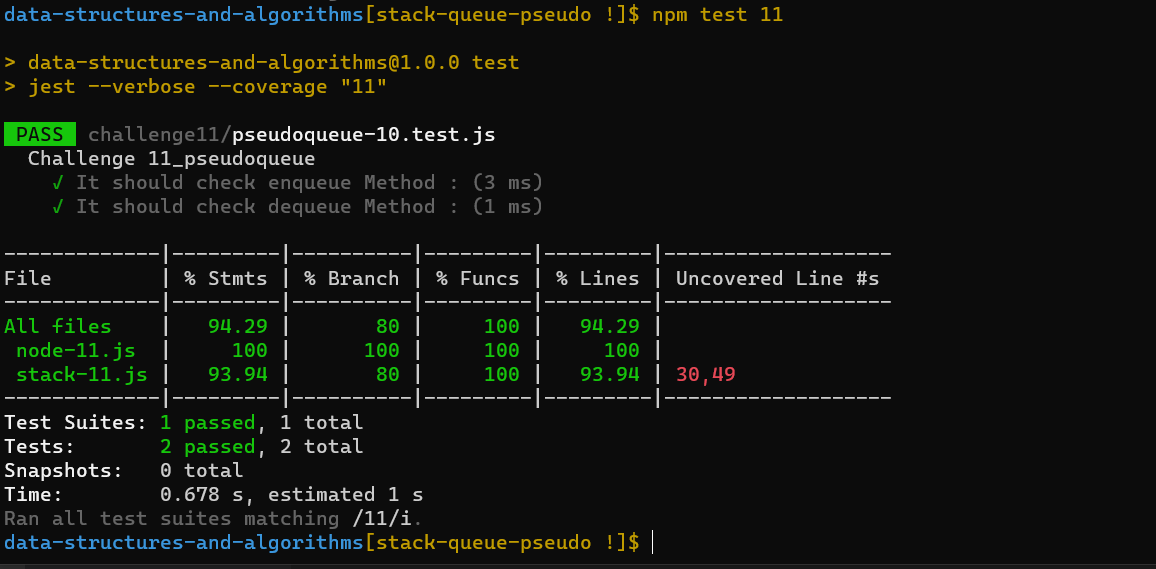 data-structures-and-algorithms[stack-queue-pseudo !]$ npm test 11
> data-structures-and-algorithms@1.0.0 test
> jest --verbose --coverage "11"
PASS challenge11/pseudoqueue-10.test.js
  Challenge 11_pseudoqueue
    √ It should check enqueue Method : (3 ms)
    √ It should check dequeue Method : (1 ms)
-------------|---------|----------|---------|---------|-------------------
File         | % Stmts | % Branch | % Funcs | % Lines | Uncovered Line #s
-------------|---------|----------|---------|---------|-------------------
All files    |   94.29 |       80 |     100 |   94.29 |
 node-11.js  |     100 |      100 |     100 |     100 |
 stack-11.js |   93.94 |       80 |     100 |   93.94 | 30,49
-------------|---------|----------|---------|---------|-------------------
Test Suites: 1 passed, 1 total
Tests:       2 passed, 2 total
Snapshots:   0 total
Time:        0.678 s, estimated 1 s
Ran all test suites matching /11/i.
data-structures-and-algorithms[stack-queue-pseudo !]$